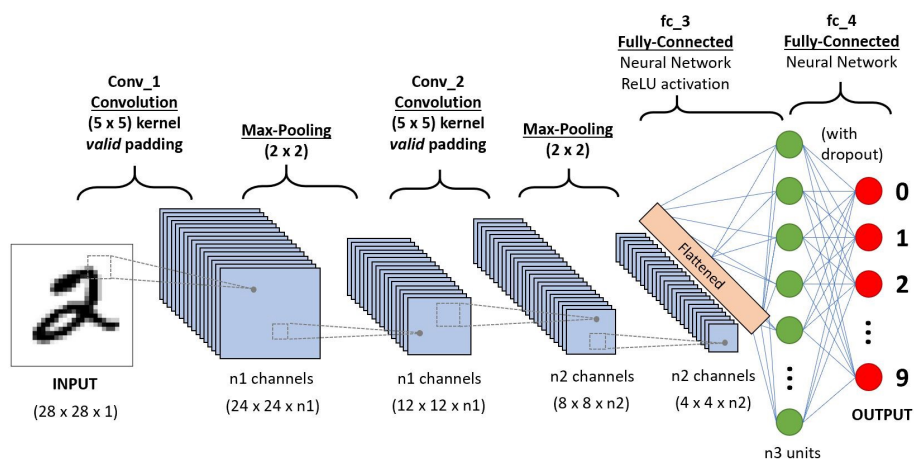 fc_3
Fully-Connected
Neural Network
ReLU activation
fc_4
Fully-Connected
Neural Network
Conv_1
Convolution
(5 x 5) kernel
valid padding
Max-Pooling
(2 x 2)
Conv_2
Convolution
(5 x 5) kernel
valid padding
Max-Pooling
(2 x 2)
(with
dropout)
Flattened
0
1
2
9
INPUT
(28 x 28 x 1)
n1 channels
(24 x 24 x n1)
n1 channels
(12 x 12 x n1)
n2 channels
(8 x 8 x n2)
n2 channels
(4 x 4 x n2)
OUTPUT
n3 units
2